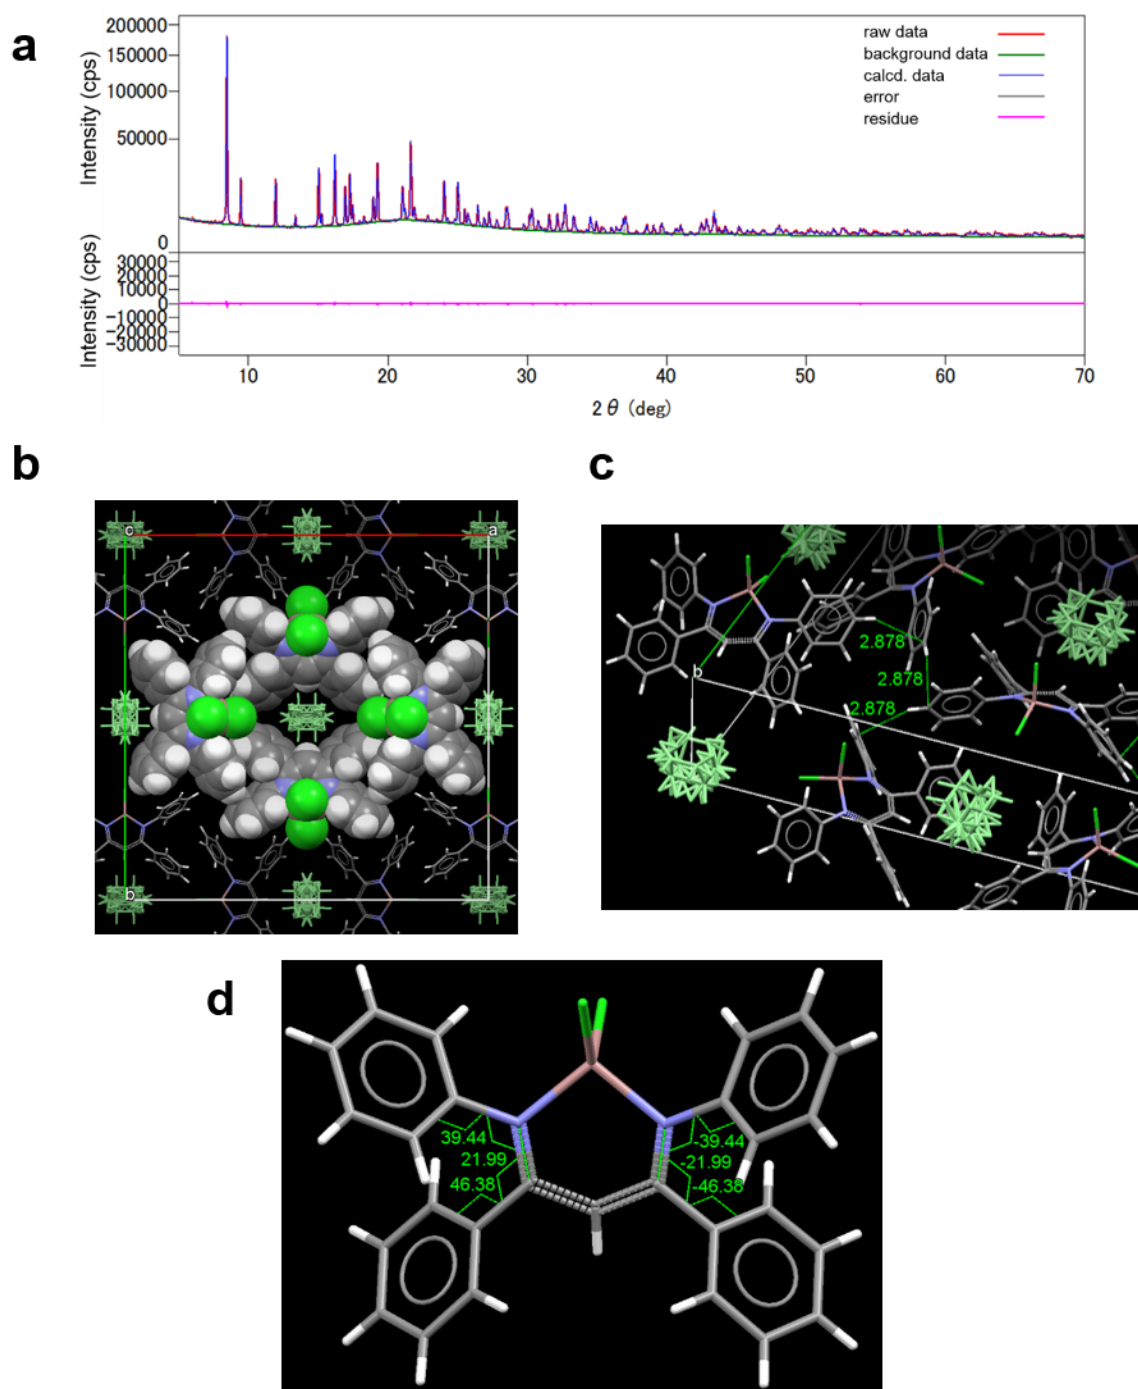 a
Intensity (cps)
200000
150000
100000
50000
0
raw data
background data
calcd. data
error
residue
Intensity (cps)
30000
20000
10000
0
-10000
-20000
-30000
10 20 30 40 50 60 70
2 θ (deg)
b
c
c a
b
2.878
2.878
2.878
b
d
39.44 -39.44
21.99 -21.99
46.38 -46.38